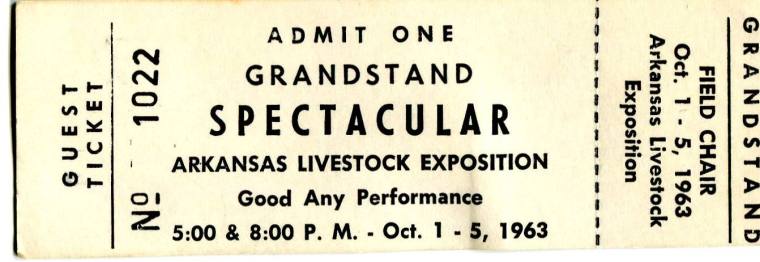 GUEST
TICKET
No 1022
ADMIT ONE
GRANDSTAND
SPECTACULAR
ARKANSAS LIVESTOCK EXPOSITION
Good Any Performance
5:00 & 8:00 P. M. - Oct. 1 - 5, 1963
FIELD CHAIR
Oct. 1 - 5, 1963
Arkansas Livestock
Exposition
GRANDSTAND